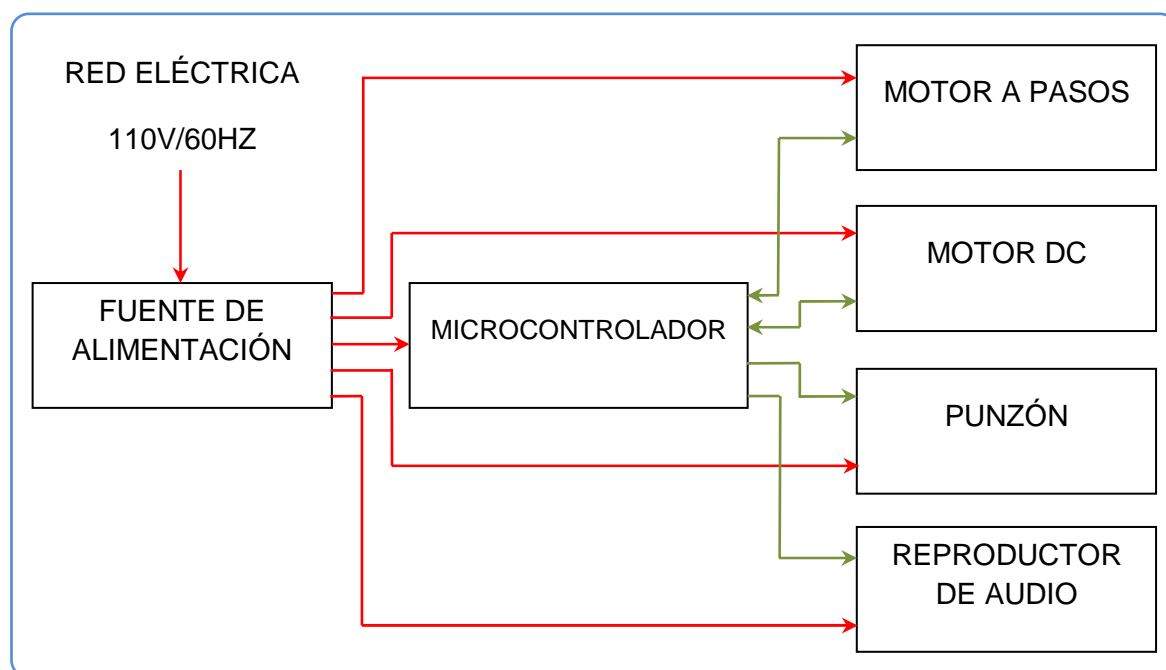 RED ELÉCTRICA
110V/60HZ
FUENTE DE
ALIMENTACIÓN
MICROCONTROLADOR
MOTOR A PASOS
MOTOR DC
PUNZÓN
REPRODUCTOR
DE AUDIO